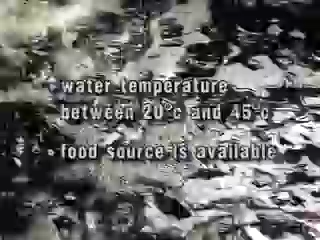 • water temperature
between 20°c and 45°c
• food source is available